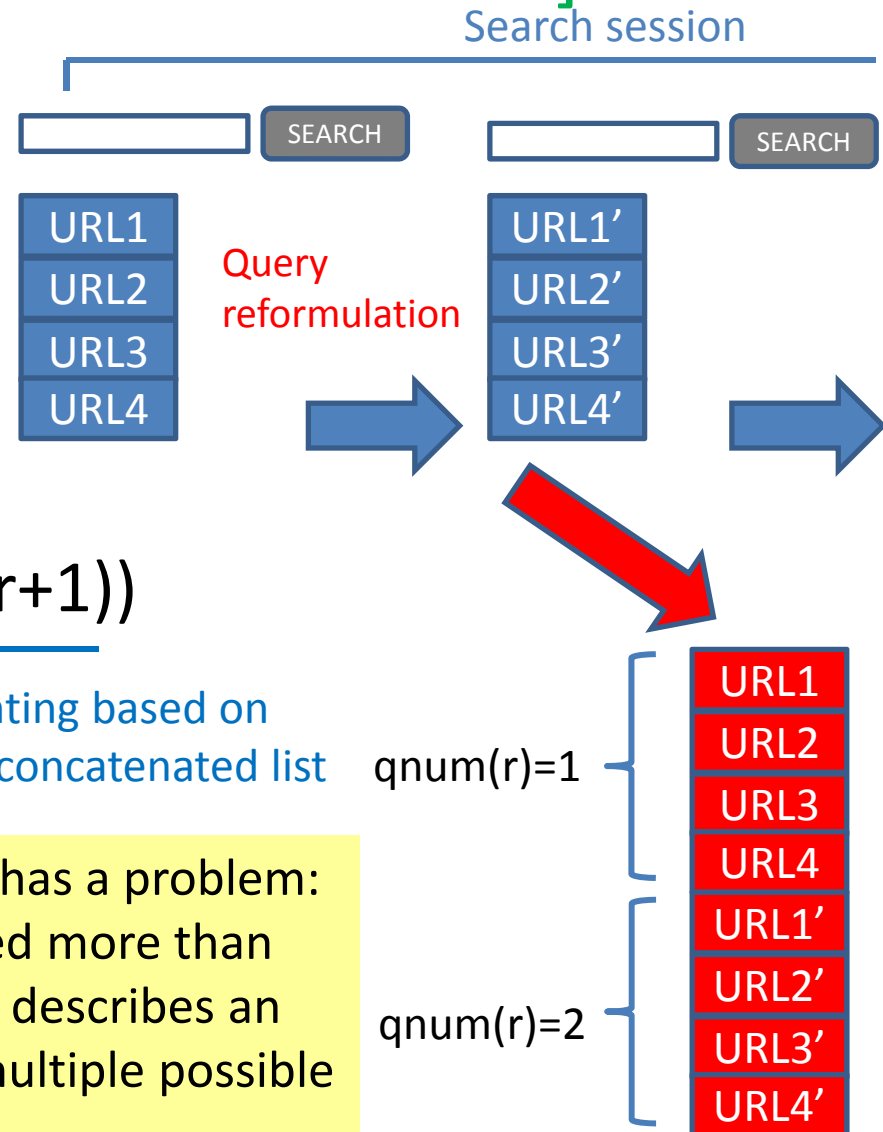 Search session
SEARCH
SEARCH
URL1
URL2
URL3
URL4
Query
reformulation
URL1’
URL2’
URL3’
URL4’
r+1))
based on
concatenated list
qnum(r)=1
URL1
URL2
URL3
URL4
URL1’
URL2’
URL3’
URL4’
qnum(r)=2
has a problem:
more than
describes an
multiple possible